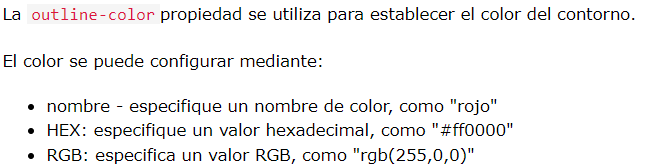 La outline-color propiedad se utiliza para establecer el color del contorno.
El color se puede configurar mediante:
• nombre - especifique un nombre de color, como "rojo"
• HEX: especifique un valor hexadecimal, como "#ff0000"
• RGB: especifica un valor RGB, como "rgb(255,0,0)"